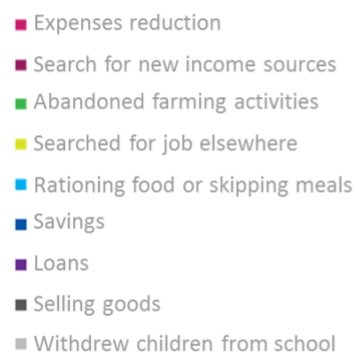 Expenses reduction
Search for new income sources
Abandoned farming activities
Searched for job elsewhere
Rationing food or skipping meals
Savings
Loans
Selling goods
Withdrew children from school